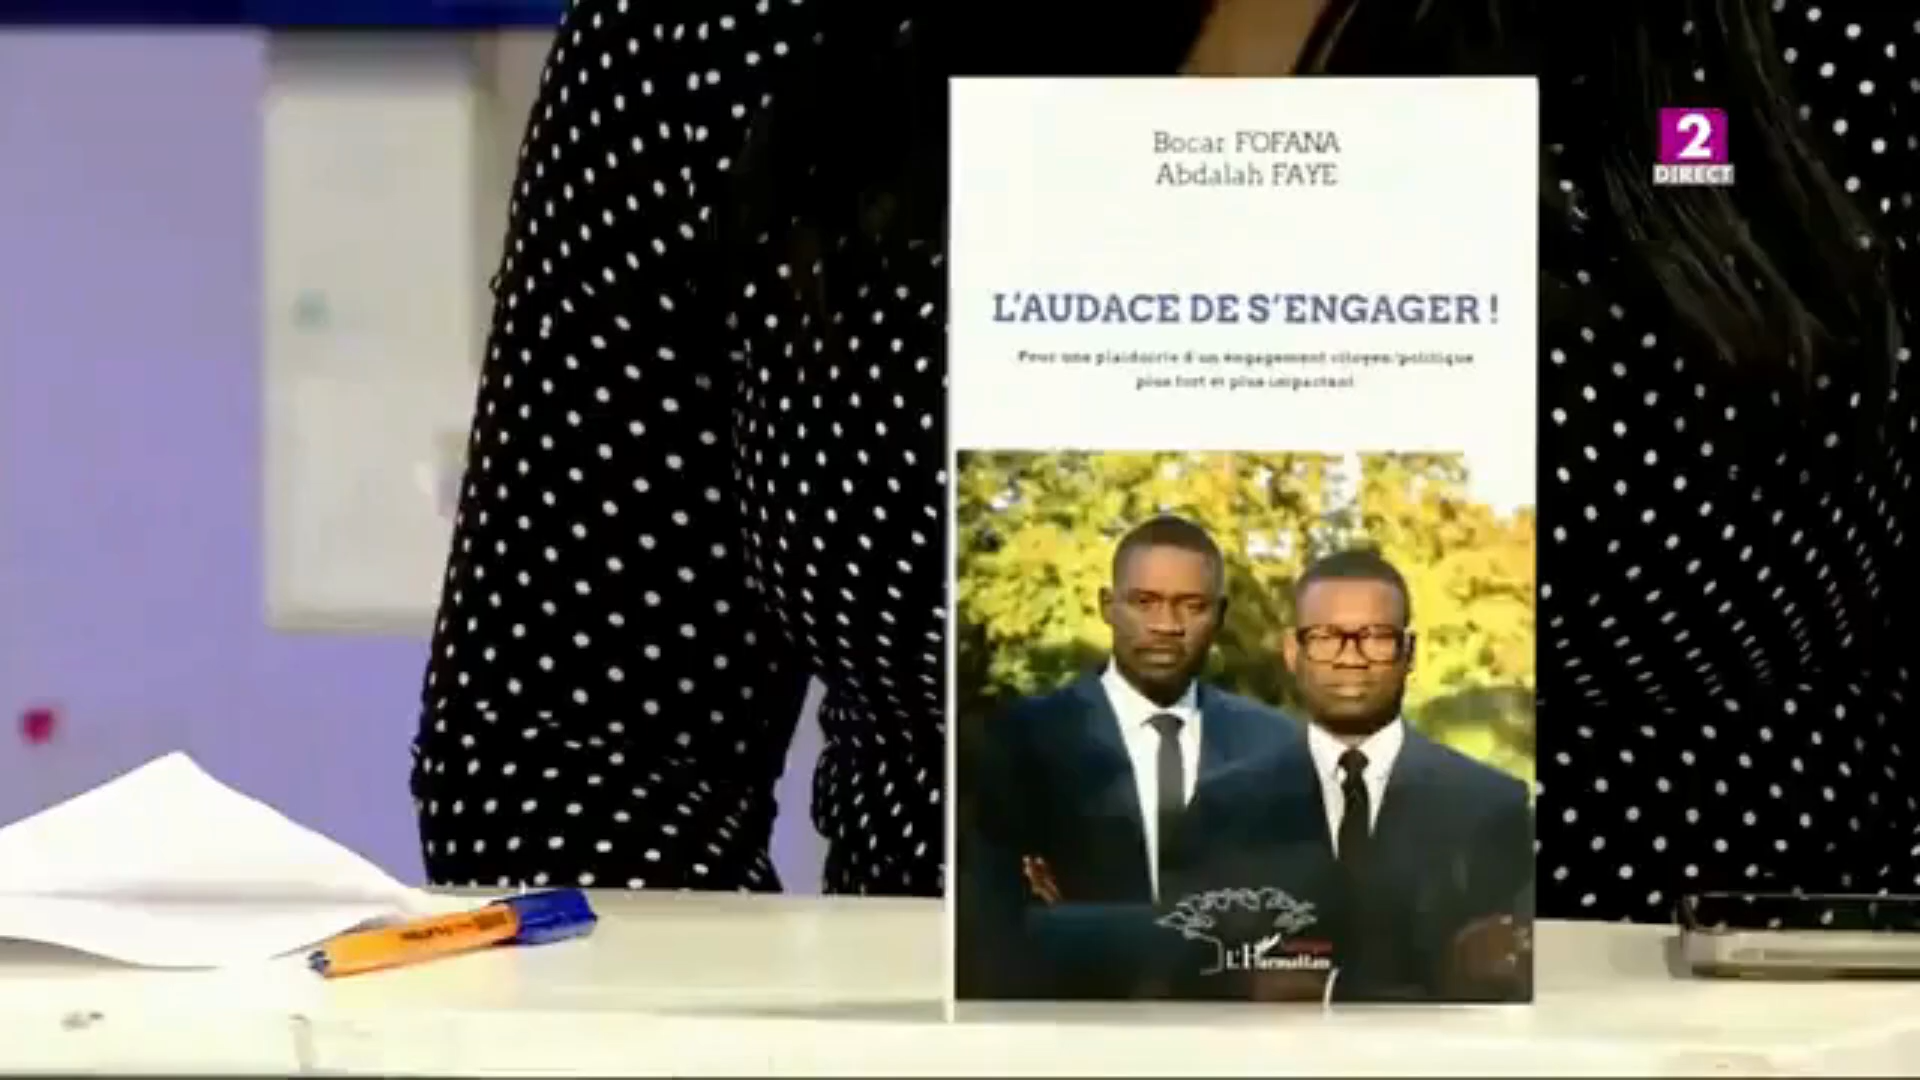 Bocar FOFANA
Abdalah FAYE
2
DIRECT
L'AUDACE DE S'ENGAGER !
Pour une plaidoirie d'un engagement citoyen/politique
plus fort et plus impactant
L'Harmattan